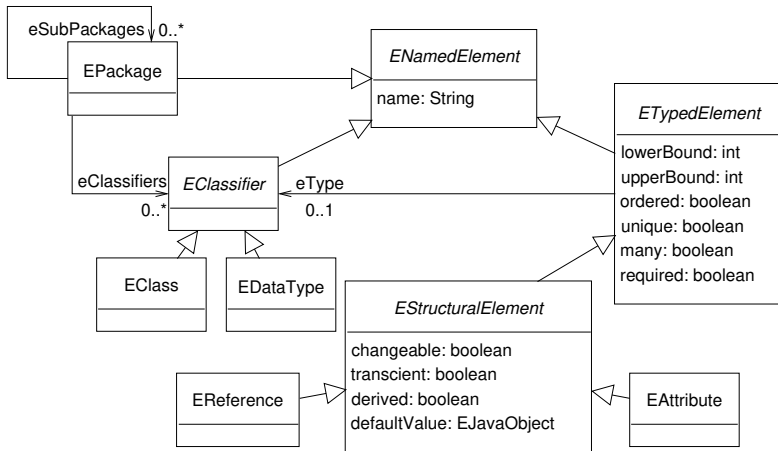 eSubPackages 0..*
EPackage
ENamedElement
name: String
ETypedElement
lowerBound: int
upperBound: int
ordered: boolean
unique: boolean
many: boolean
required: boolean
eClassifiers
0..*
EClassifier
eType
0..1
EClass
EDataType
EStructuralElement
changeable: boolean
transcient: boolean
derived: boolean
defaultValue: EJavaObject
EReference
EAttribute